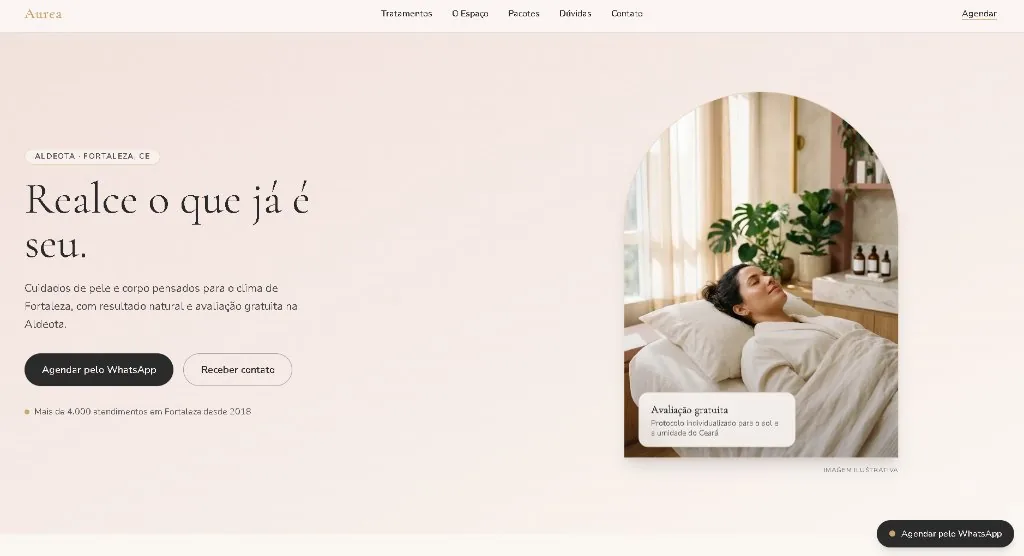 Aurea
Tratamentos
O Espaço
Pacotes
Dúvidas
Contato
Agendar
ALDEOTA · FORTALEZA, CE
Realce o que já é
seu.
Cuidados de pele e corpo pensados para o clima de
Fortaleza, com resultado natural e avaliação gratuita na
Aldeota.
Agendar pelo WhatsApp
Receber contato
Mais de 4.000 atendimentos em Fortaleza desde 2018
Avaliação gratuita
Protocolo individualizado para o sol e
a umidade do Ceará
IMAGEM ILUSTRATIVA
Agendar pelo WhatsApp